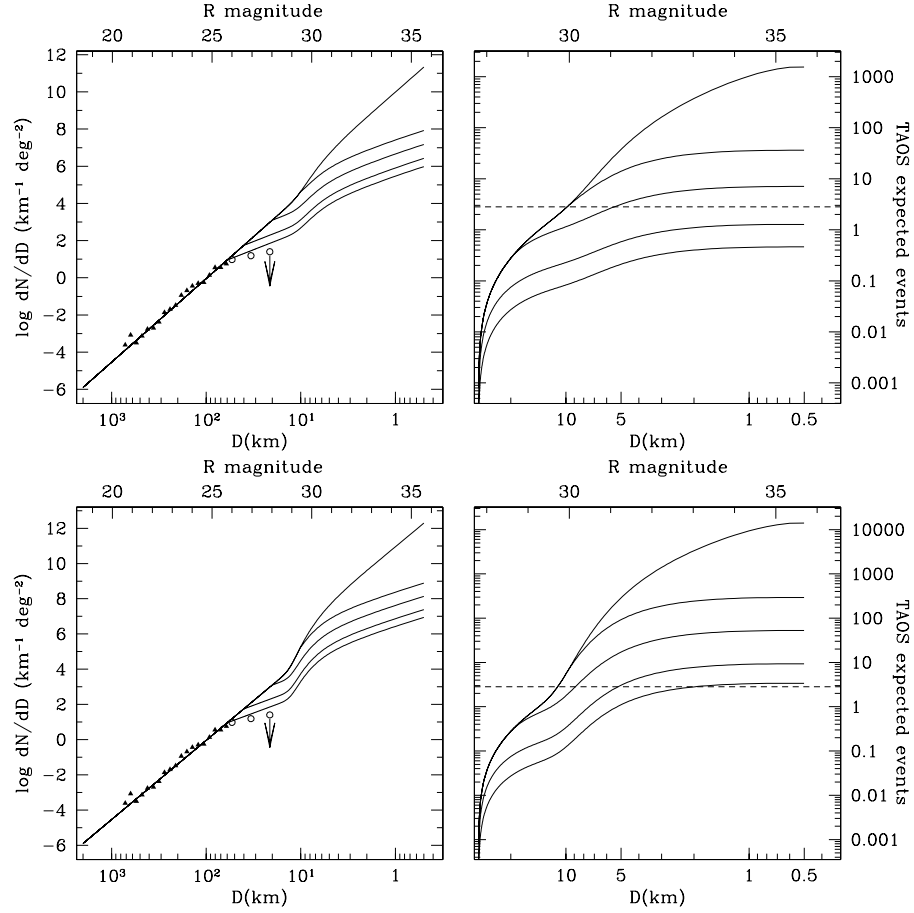 R magnitude R magnitude
20 25 30 35 30 35
12
10
8
6
4
2
0
−2
−4
−6
log dN/dD (km⁻¹ deg⁻²)
10³ 10² 10¹ 1
D(km)
1000
100
10
1
0.1
0.01
0.001
TAOS expected events
10 5 1 0.5
D(km)
R magnitude R magnitude
20 25 30 35 30 35
12
10
8
6
4
2
0
−2
−4
−6
log dN/dD (km⁻¹ deg⁻²)
10³ 10² 10¹ 1
D(km)
10000
1000
100
10
1
0.1
0.01
0.001
TAOS expected events
10 5 1 0.5
D(km)